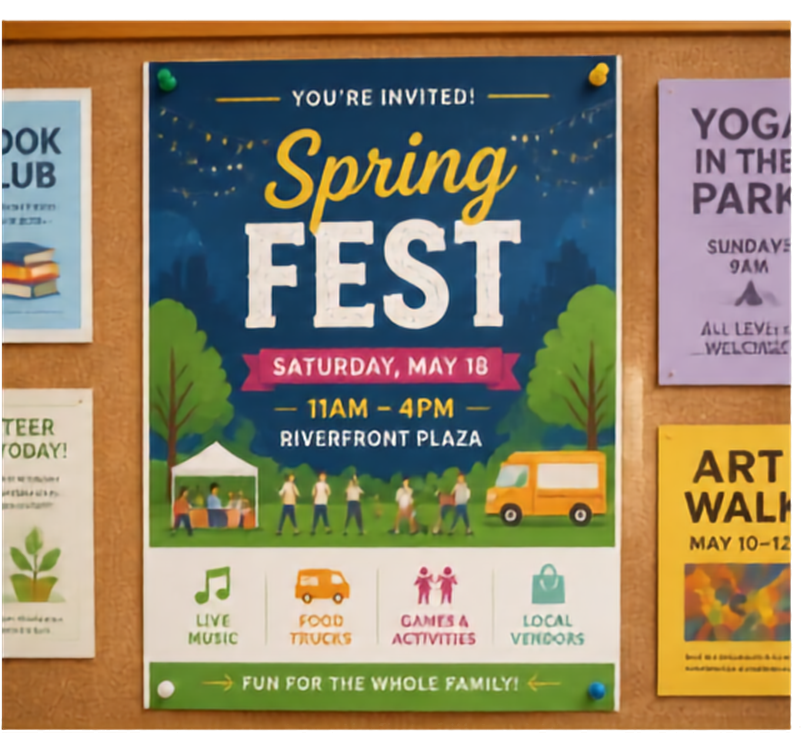 YOU'RE INVITED!
Spring
FEST
SATURDAY, MAY 18
11AM – 4PM
RIVERFRONT PLAZA
LIVE
MUSIC
FOOD
TRUCKS
GAMES &
ACTIVITIES
LOCAL
VENDORS
FUN FOR THE WHOLE FAMILY!
OOK
LUB
TEER
TODAY!
YOGA
IN THE
PARK
SUNDAYS
9AM
ALL LEVELS
WELCOME
ART
WALK
MAY 10–12